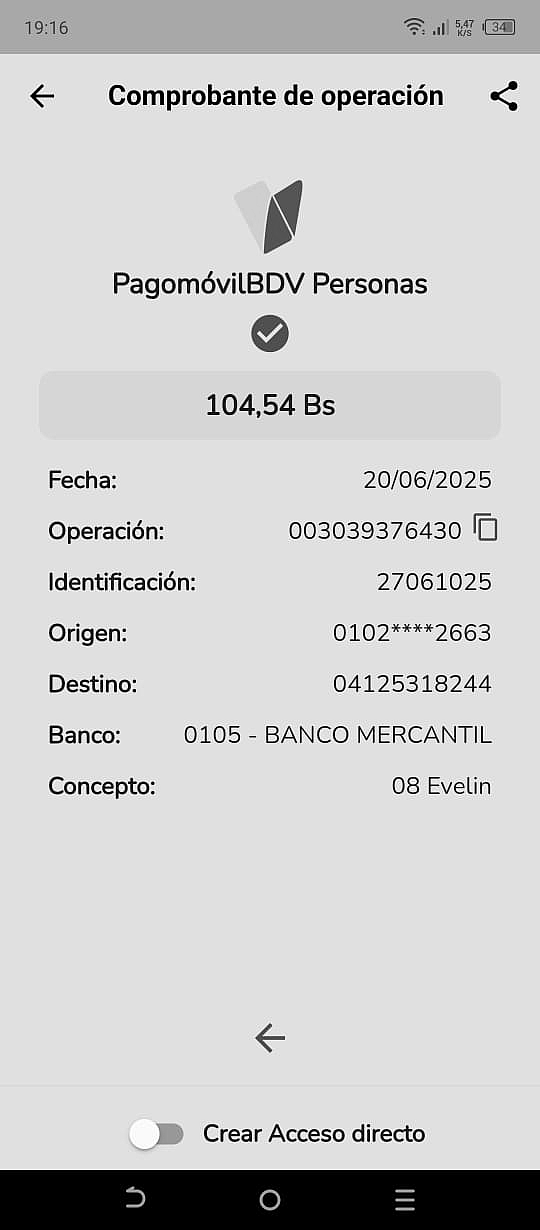 19:16
5,47 K/S
34
Comprobante de operación
PagomóvilBDV Personas
104,54 Bs
Fecha: 20/06/2025
Operación: 003039376430
Identificación: 27061025
Origen: 0102****2663
Destino: 04125318244
Banco: 0105 - BANCO MERCANTIL
Concepto: 08 Evelin
Crear Acceso directo